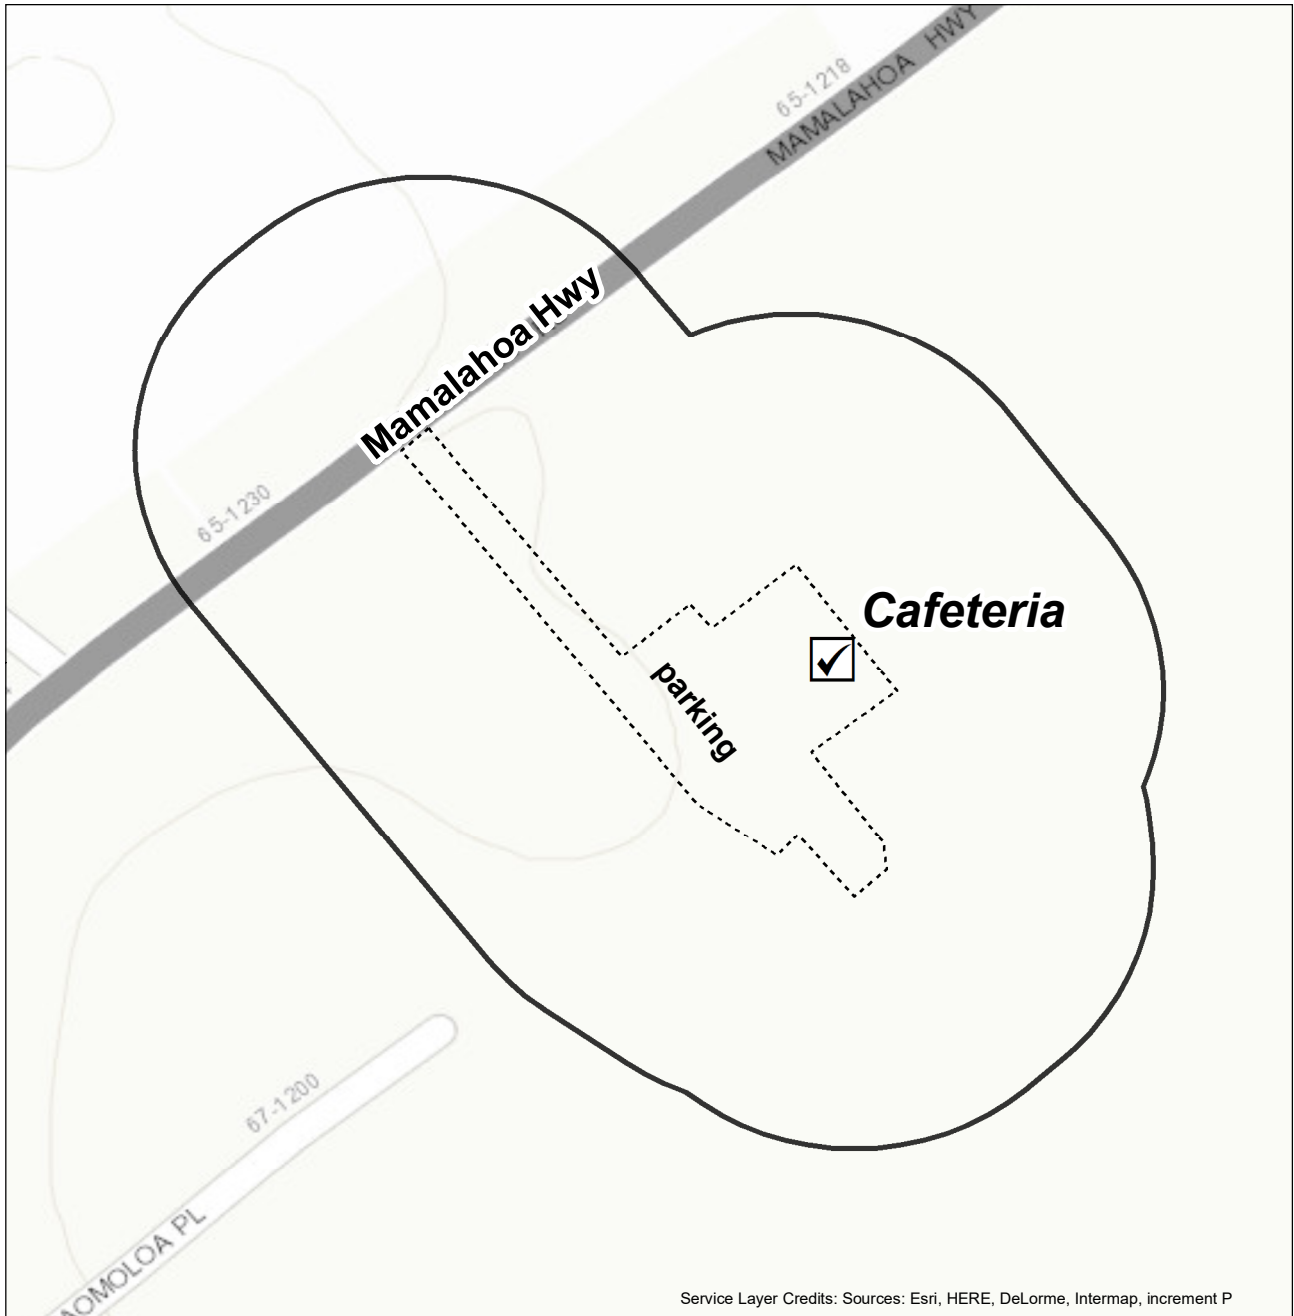 MAMALAHOA HWY
65-1218
Mamalahoa Hwy
65-1230
Cafeteria
parking
67-1200
AOMOLOA PL
Service Layer Credits: Sources: Esri, HERE, DeLorme, Intermap, increment P